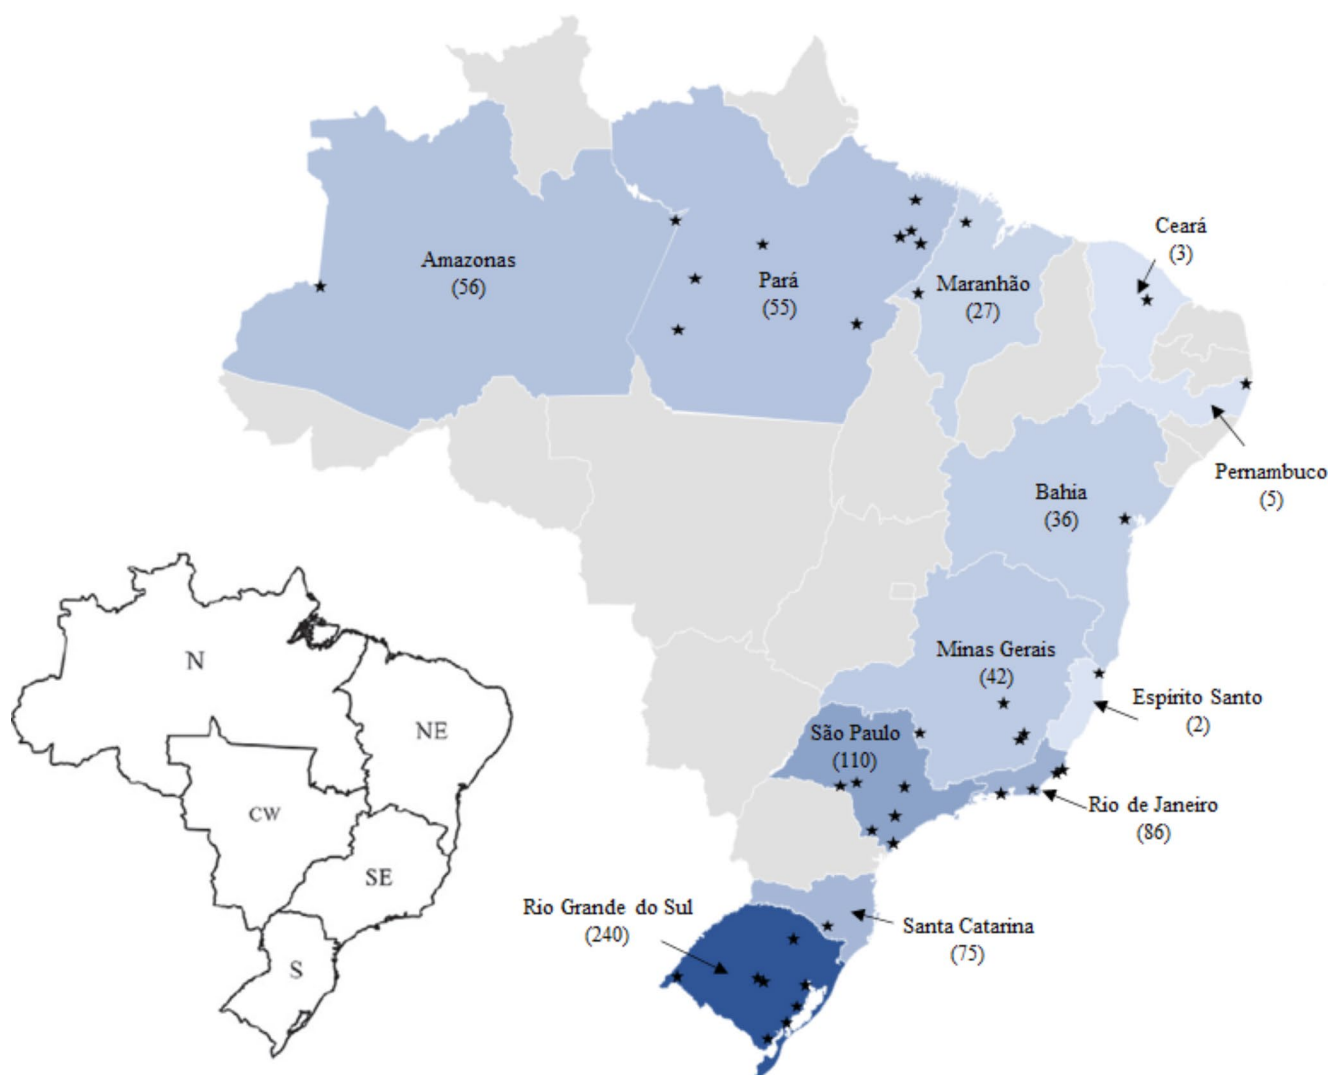 Ceará
(3)
Amazonas
(56)
Pará
(55)
Maranhão
(27)
Pernambuco
(5)
Bahia
(36)
Minas Gerais
(42)
Espírito Santo
(2)
São Paulo
(110)
Rio de Janeiro
(86)
Rio Grande do Sul
(240)
Santa Catarina
(75)
N
NE
CW
SE
S